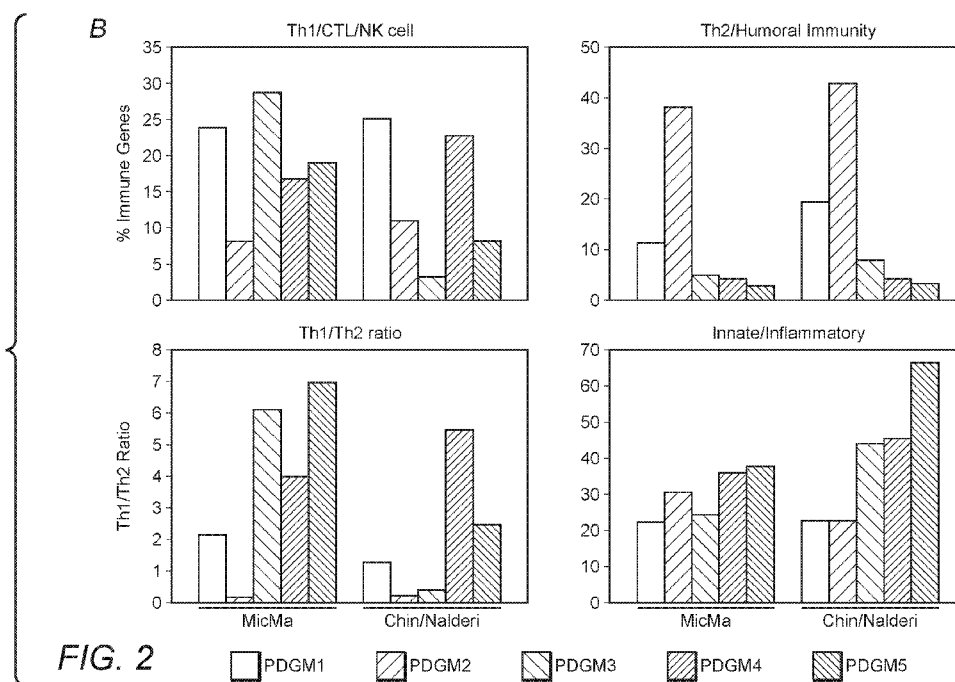 B
Th1/CTL/NK cell
Th2/Humoral Immunity
% Immune Genes
35
30
25
20
15
10
5
0
50
40
30
20
10
0
Th1/Th2 ratio
Innate/Inflammatory
Th1/Th2 Ratio
8
7
6
5
4
3
2
1
0
70
60
50
40
30
20
10
0
MicMa
Chin/Nalderi
MicMa
Chin/Nalderi
FIG. 2
PDGM1
PDGM2
PDGM3
PDGM4
PDGM5